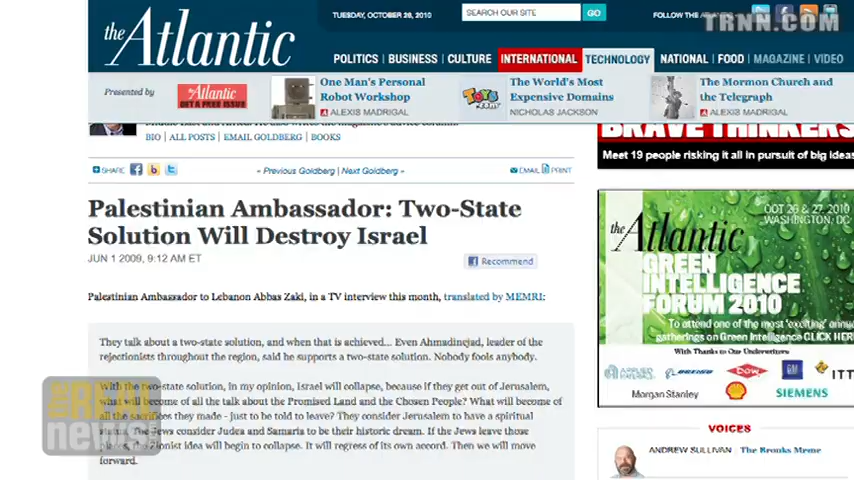 the Atlantic
TUESDAY, OCTOBER 26, 2010
SEARCH OUR SITE
GO
FOLLOW THE
TRNN.COM
POLITICS | BUSINESS | CULTURE INTERNATIONAL TECHNOLOGY NATIONAL | FOOD | MAGAZINE | VIDEO
Presented by
the Atlantic
GET A FREE ISSUE
One Man's Personal
Robot Workshop
ALEXIS MADRIGAL
Toys.com
The World's Most
Expensive Domains
NICHOLAS JACKSON
The Mormon Church and
the Telegraph
ALEXIS MADRIGAL
BIO | ALL POSTS | EMAIL GOLDBERG | BOOKS
SHARE
« Previous Goldberg | Next Goldberg »
EMAIL PRINT
Palestinian Ambassador: Two-State
Solution Will Destroy Israel
JUN 1 2009, 9:12 AM ET
Recommend
Palestinian Ambassador to Lebanon Abbas Zaki, in a TV interview this month, translated by MEMRI:
They talk about a two-state solution, and when that is achieved... Even Ahmadinejad, leader of the
rejectionists throughout the region, said he supports a two-state solution. Nobody fools anybody.
With the two-state solution, in my opinion, Israel will collapse, because if they get out of Jerusalem,
what will become of all the talk about the Promised Land and the Chosen People? What will become of
all the sacrifices they made - just to be told to leave? They consider Jerusalem to have a spiritual
status. The Jews consider Judea and Samaria to be their historic dream. If the Jews leave those
places, the Zionist idea will begin to collapse. It will regress of its own accord. Then we will move
forward.
the REAL
news
BRAVE THINKERS
Meet 19 people risking it all in pursuit of big ideas
OCT 26 & 27, 2010
WASHINGTON, DC
the Atlantic
GREEN
INTELLIGENCE
FORUM 2010
To attend one of the most 'exciting' annual
gatherings on Green Intelligence CLICK HERE
With Thanks to Our Underwriters
APPLIED MATERIALS
BOEING
DOW
GM
ITT
Morgan Stanley
SIEMENS
VOICES
ANDREW SULLIVAN The Bronks Meme